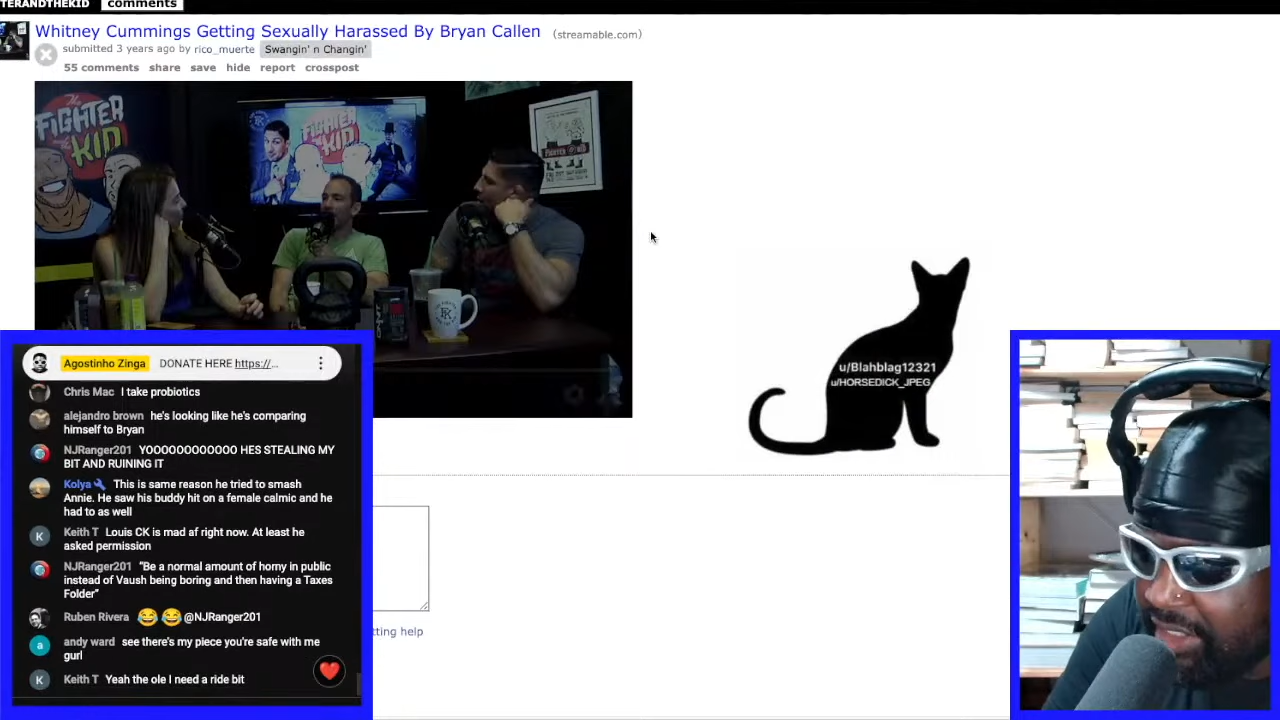 TERANDTHEKID comments
Whitney Cummings Getting Sexually Harassed By Bryan Callen (streamable.com)
submitted 3 years ago by rico_muerte Swangin' n Changin'
55 comments share save hide report crosspost
The
FIGHTER
and the
KID
FIGHTER
KID
u/Blahblag12321
u/HORSEDICK_JPEG
Agostinho Zinga DONATE HERE https://...
Chris Mac I take probiotics
alejandro brown he's looking like he's comparing
himself to Bryan
NJRanger201 YOOOOOOOOOOO HES STEALING MY
BIT AND RUINING IT
Kolya This is same reason he tried to smash
Annie. He saw his buddy hit on a female calmic and he
had to as well
Keith T Louis CK is mad af right now. At least he
asked permission
NJRanger201 “Be a normal amount of horny in public
instead of Vaush being boring and then having a Taxes
Folder”
Ruben Rivera 😂 😂 @NJRanger201
andy ward see there's my piece you're safe with me
gurl
Keith T Yeah the ole I need a ride bit
tting help